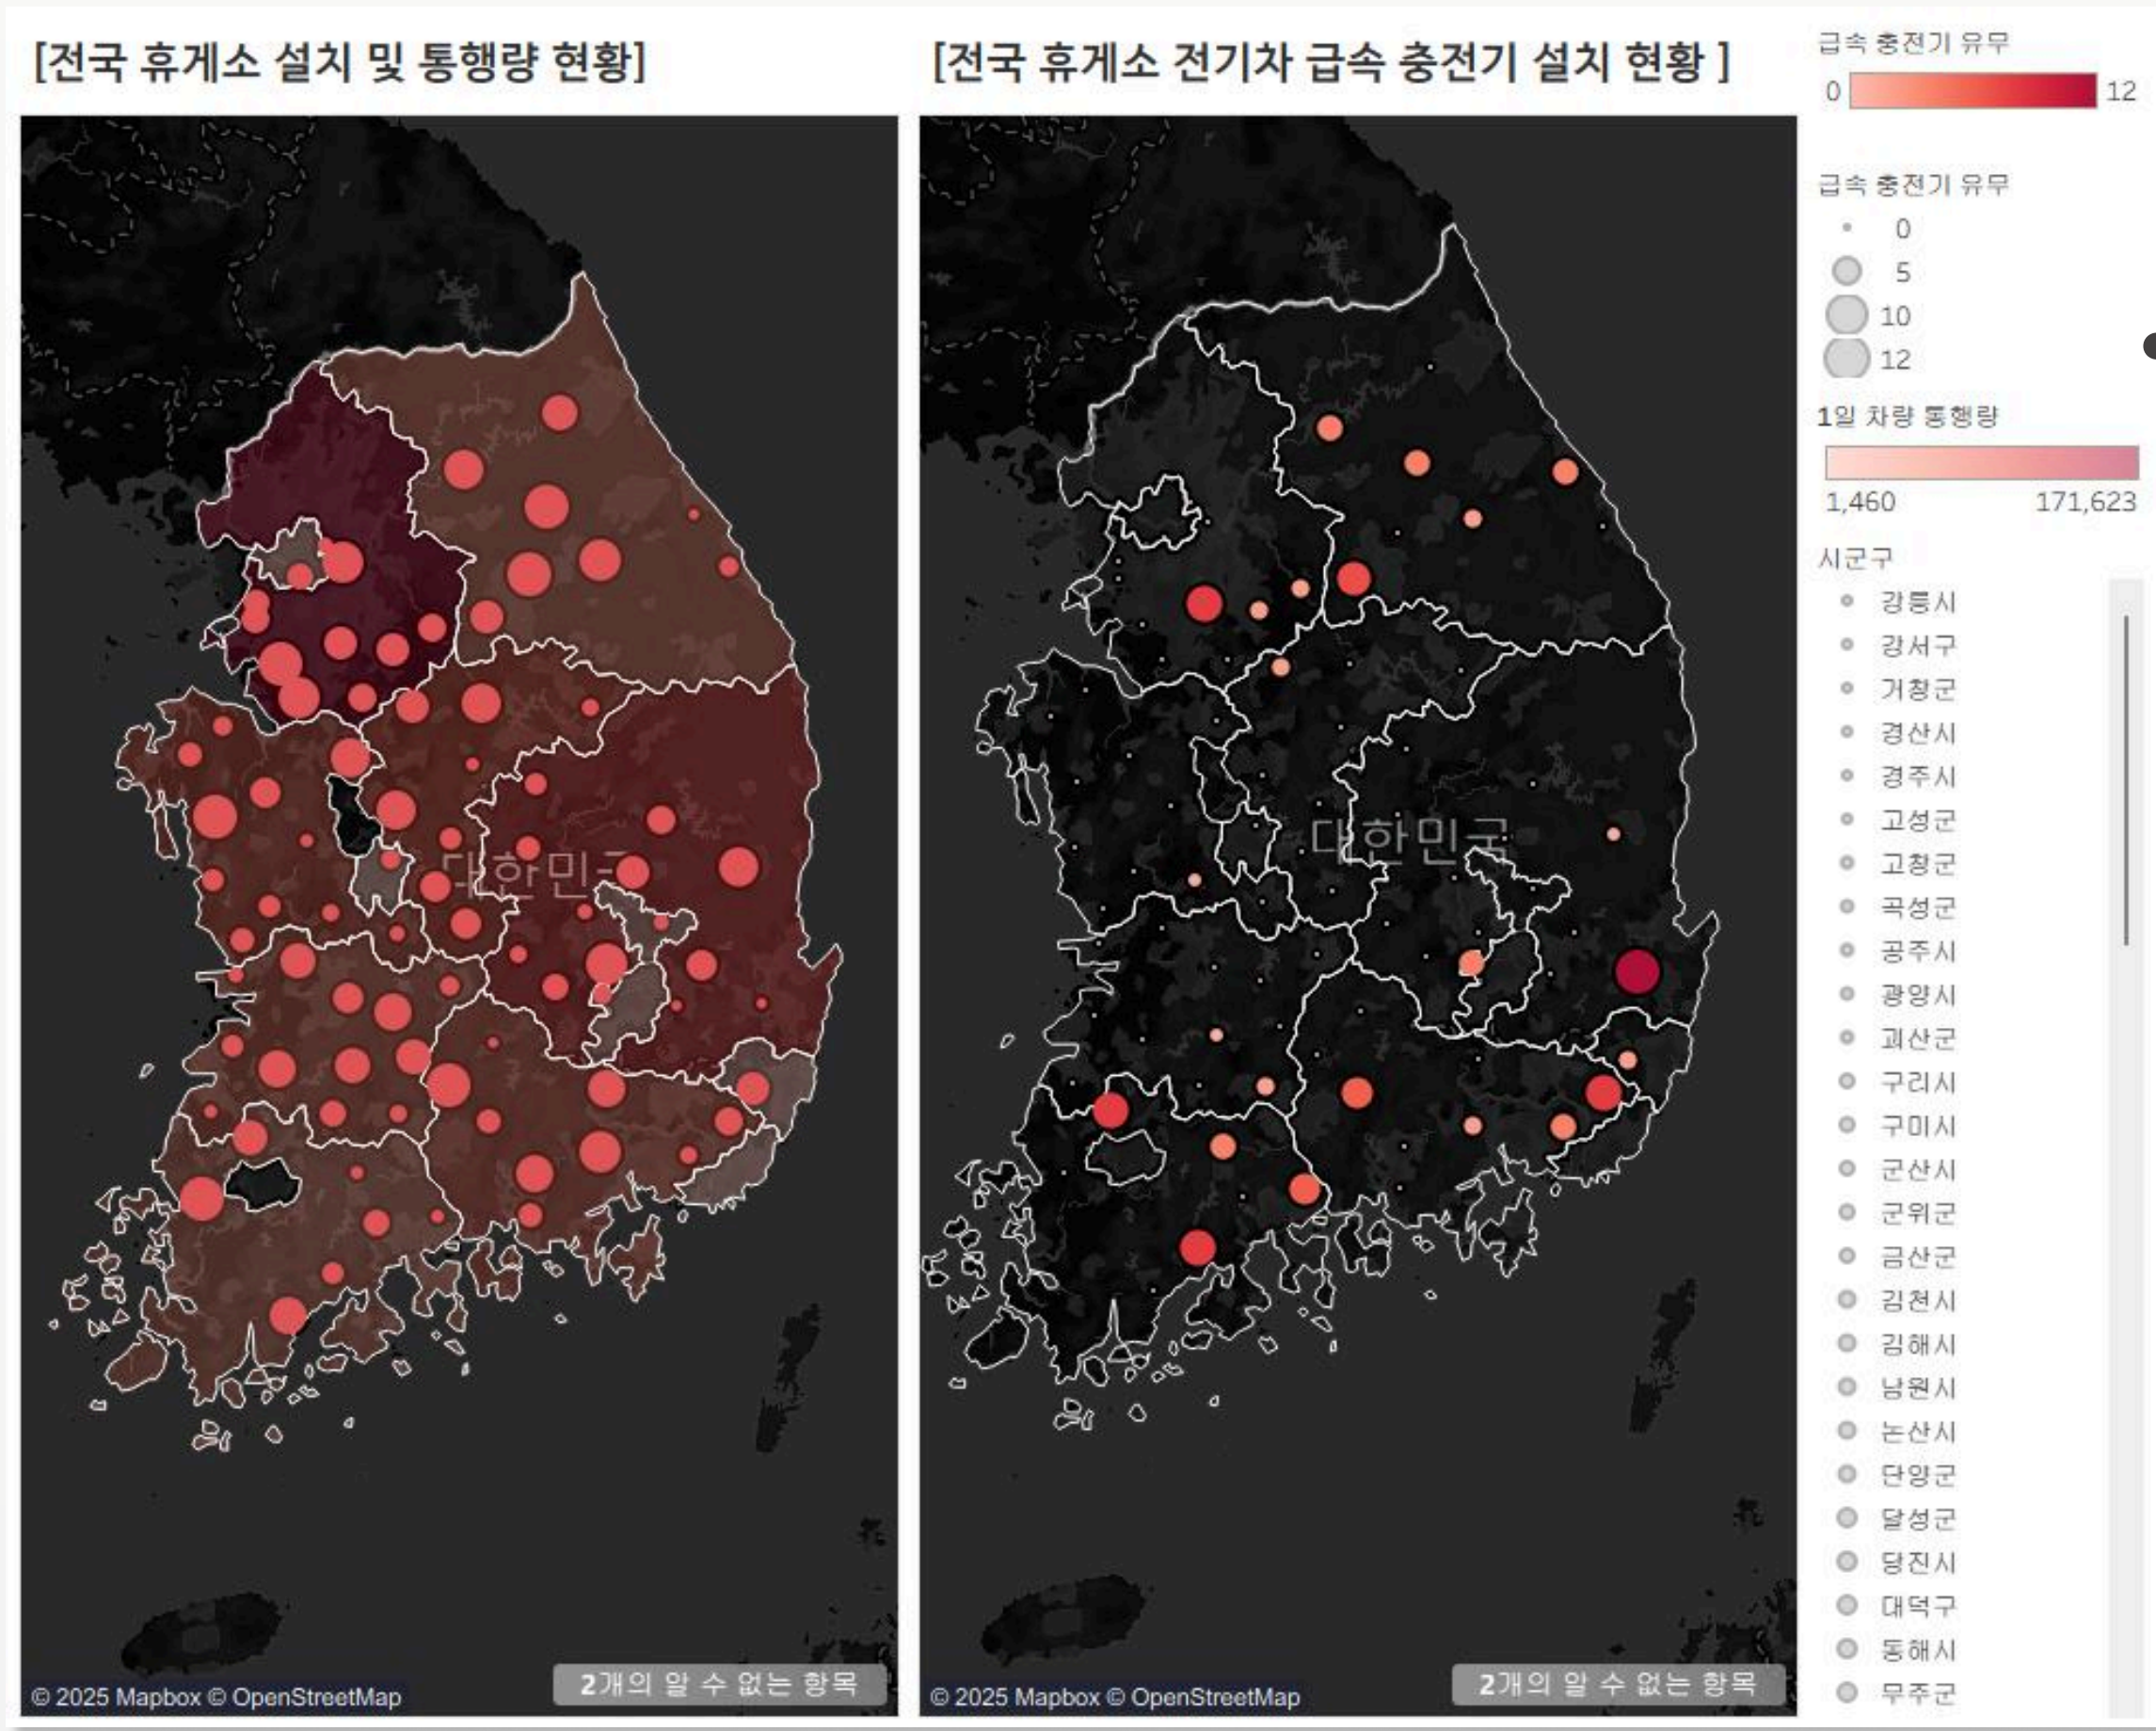 [전국 휴게소 설치 및 통행량 현황]
[전국 휴게소 전기차 급속 충전기 설치 현황 ]
대한민
© 2025 Mapbox © OpenStreetMap
2개의 알 수 없는 항목
대한민국
© 2025 Mapbox © OpenStreetMap
2개의 알 수 없는 항목
급속 충전기 유무
0 12
급속 충전기 유무
0
5
10
12
1일 차량 통행량
1,460 171,623
시군구
강릉시
강서구
거창군
경산시
경주시
고성군
고창군
곡성군
공주시
광양시
괴산군
구리시
구미시
군산시
군위군
금산군
김천시
김해시
남원시
논산시
단양군
달성군
당진시
대덕구
동해시
무주군